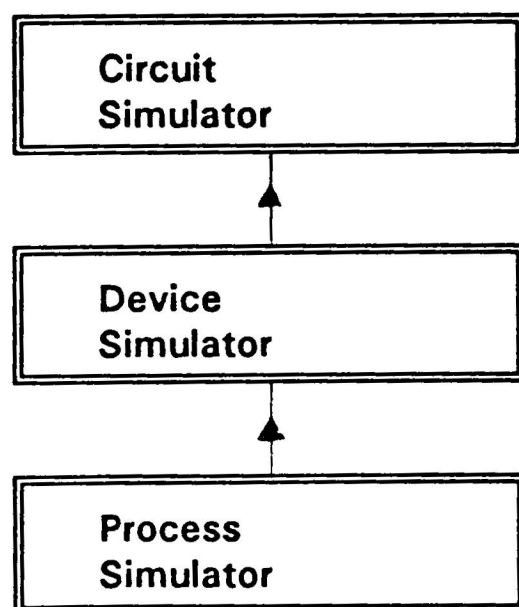 Circuit
Simulator
Device
Simulator
Process
Simulator